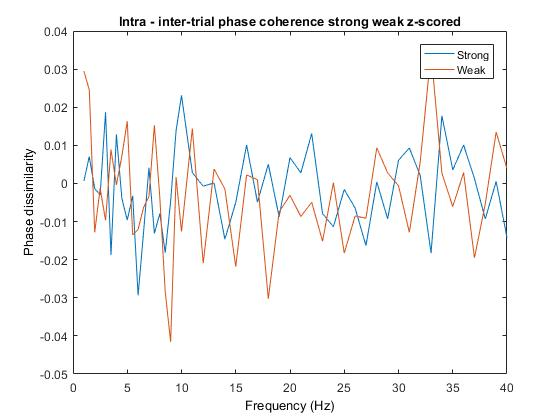 Intra - inter-trial phase coherence strong weak z-scored
Strong
Weak
0.04
0.03
0.02
0.01
0
-0.01
-0.02
-0.03
-0.04
-0.05
Phase dissimilarity
0 5 10 15 20 25 30 35 40
Frequency (Hz)